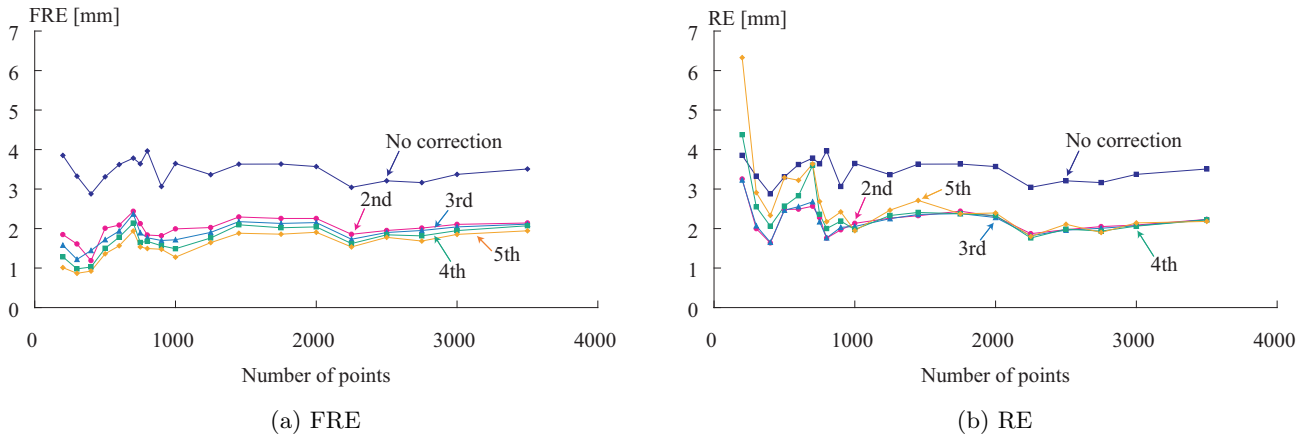 FRE [mm]
7
6
5
4
3
2
1
0
No correction
2nd
3rd
4th
5th
0 1000 2000 3000 4000
Number of points
(a) FRE
RE [mm]
7
6
5
4
3
2
1
0
No correction
2nd
5th
3rd
4th
0 1000 2000 3000 4000
Number of points
(b) RE